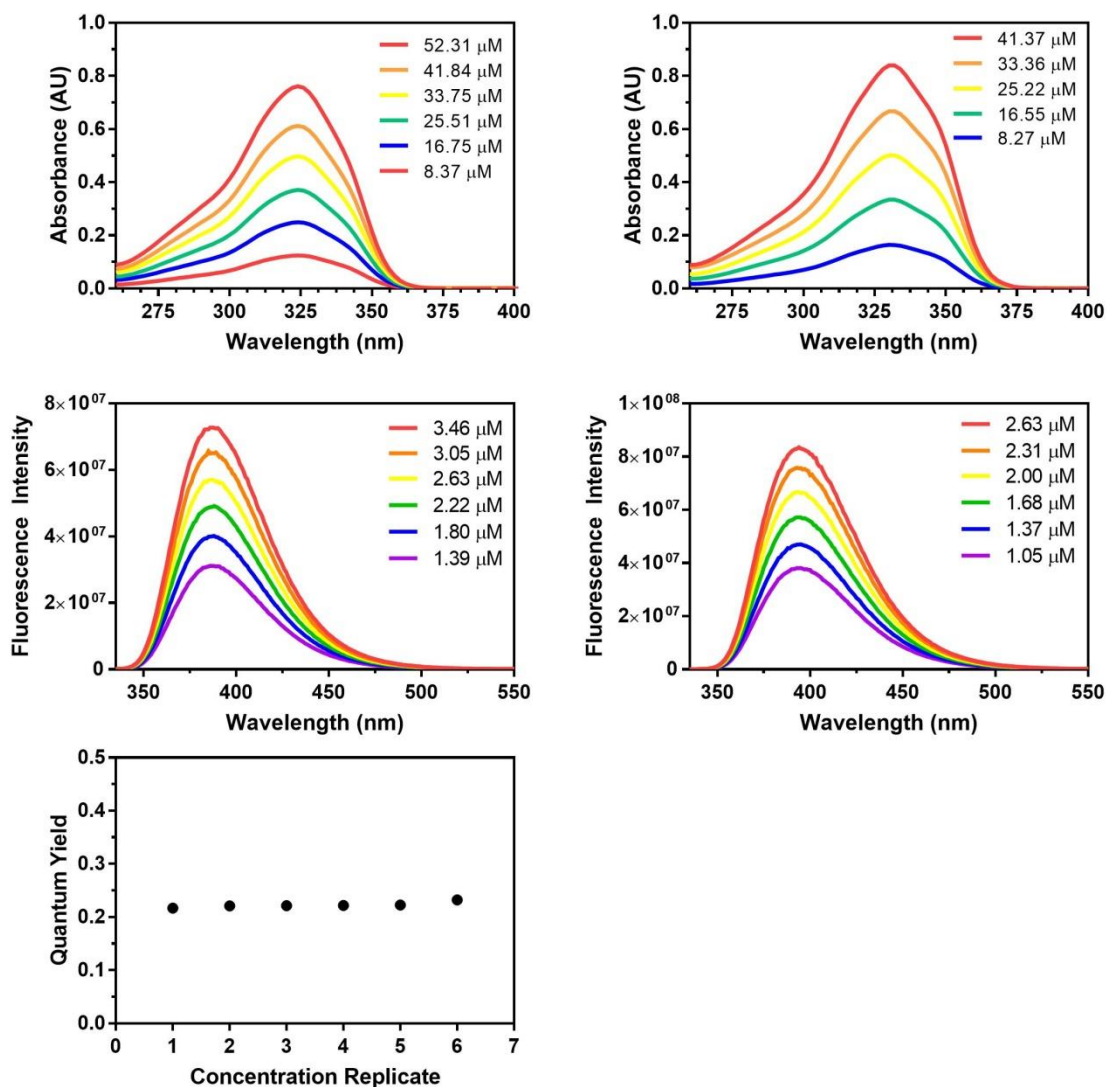 1.0
0.8
0.6
0.4
0.2
0.0
Absorbance (AU)
52.31 μM
41.84 μM
33.75 μM
25.51 μM
16.75 μM
8.37 μM
275 300 325 350 375 400
Wavelength (nm)
1.0
0.8
0.6
0.4
0.2
0.0
Absorbance (AU)
41.37 μM
33.36 μM
25.22 μM
16.55 μM
8.27 μM
275 300 325 350 375 400
Wavelength (nm)
8×10⁰⁷
6×10⁰⁷
4×10⁰⁷
2×10⁰⁷
0
Fluorescence Intensity
3.46 μM
3.05 μM
2.63 μM
2.22 μM
1.80 μM
1.39 μM
350 400 450 500 550
Wavelength (nm)
1×10⁰⁸
8×10⁰⁷
6×10⁰⁷
4×10⁰⁷
2×10⁰⁷
0
Fluorescence Intensity
2.63 μM
2.31 μM
2.00 μM
1.68 μM
1.37 μM
1.05 μM
350 400 450 500 550
Wavelength (nm)
0.5
0.4
0.3
0.2
0.1
0.0
Quantum Yield
0 1 2 3 4 5 6 7
Concentration Replicate